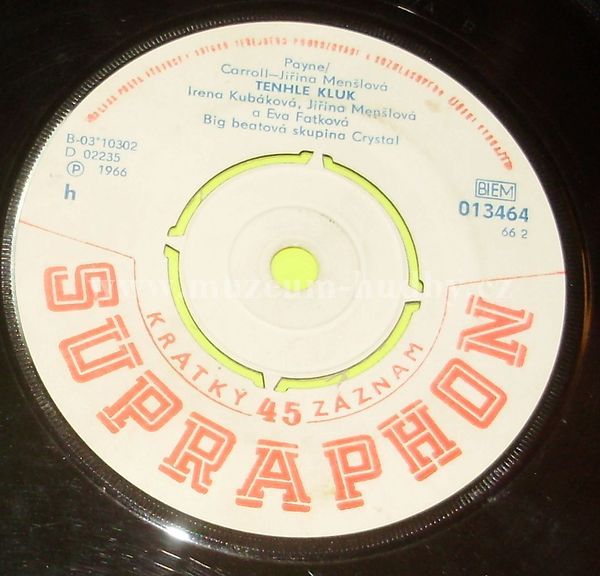 Payne/
Carroll–Jiřina Menšlová
TENHLE KLUK
Irena Kubáková, Jiřina Menšlová
a Eva Fatková
Big beatová skupina Crystal
B-03*10302
D 02235
Ⓟ 1966
h
BIEM
013464
66 2
www.muzeum-hudby.cz
KRÁTKÝ 45 ZÁZNAM
SUPRAPHON